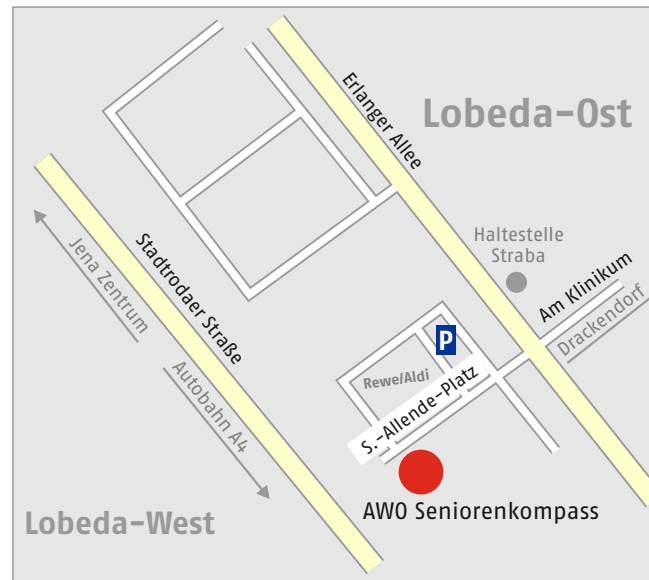 Lobeda-Ost
Erlanger Allee
Haltestelle
Straba
Am Klinikum
Drackendorf
Jena Zentrum
Stadtrodaer Straße
Autobahn A4
P
Rewe/Aldi
S.-Allende-Platz
AWO Seniorenkompass
Lobeda-West